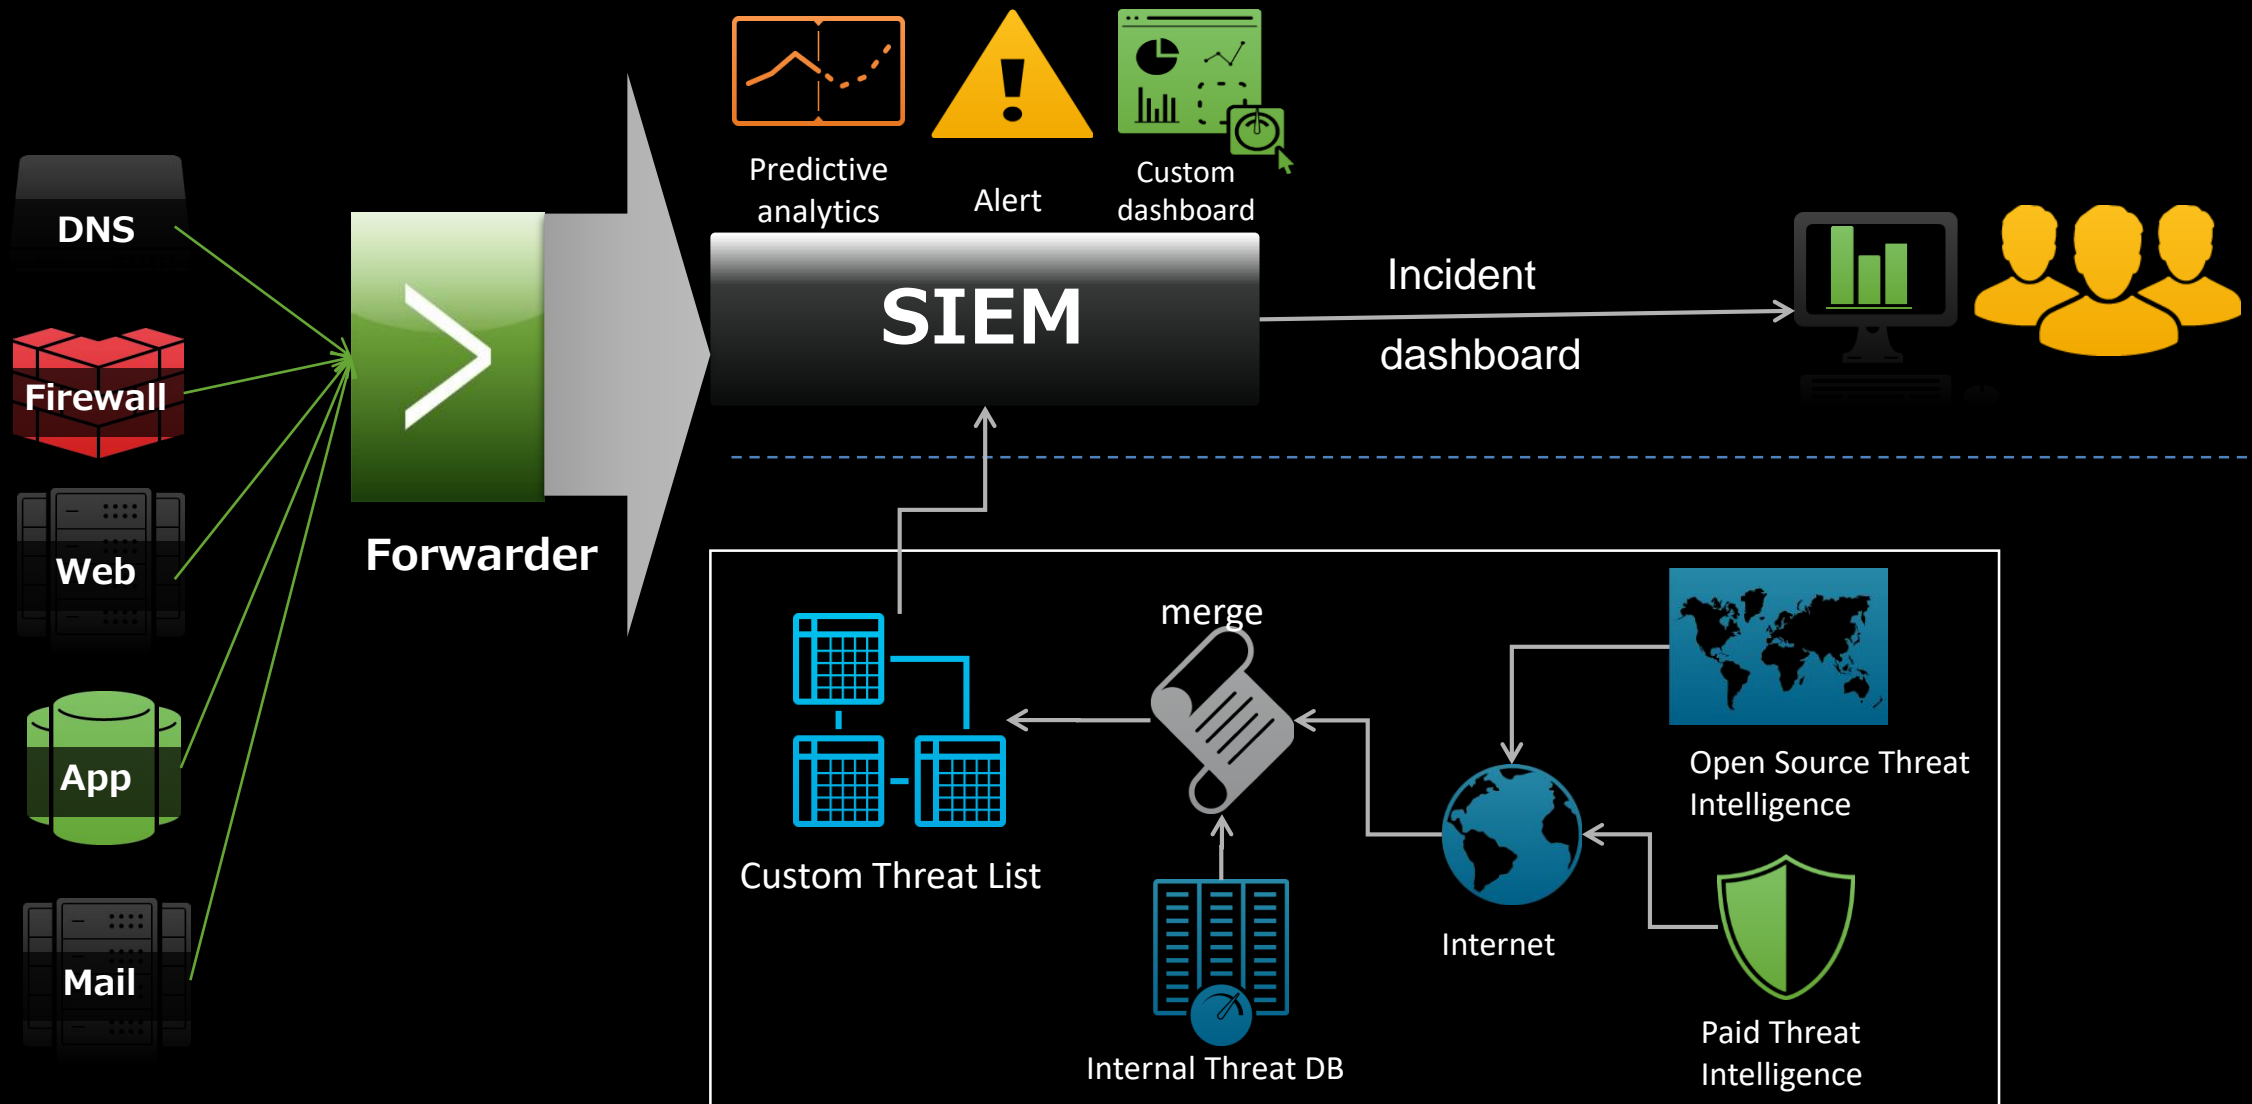 Predictive
analytics
Alert
Custom
dashboard
DNS
Firewall
Web
App
Mail
Forwarder
SIEM
Incident
dashboard
merge
Custom Threat List
Internal Threat DB
Internet
Open Source Threat
Intelligence
Paid Threat
Intelligence